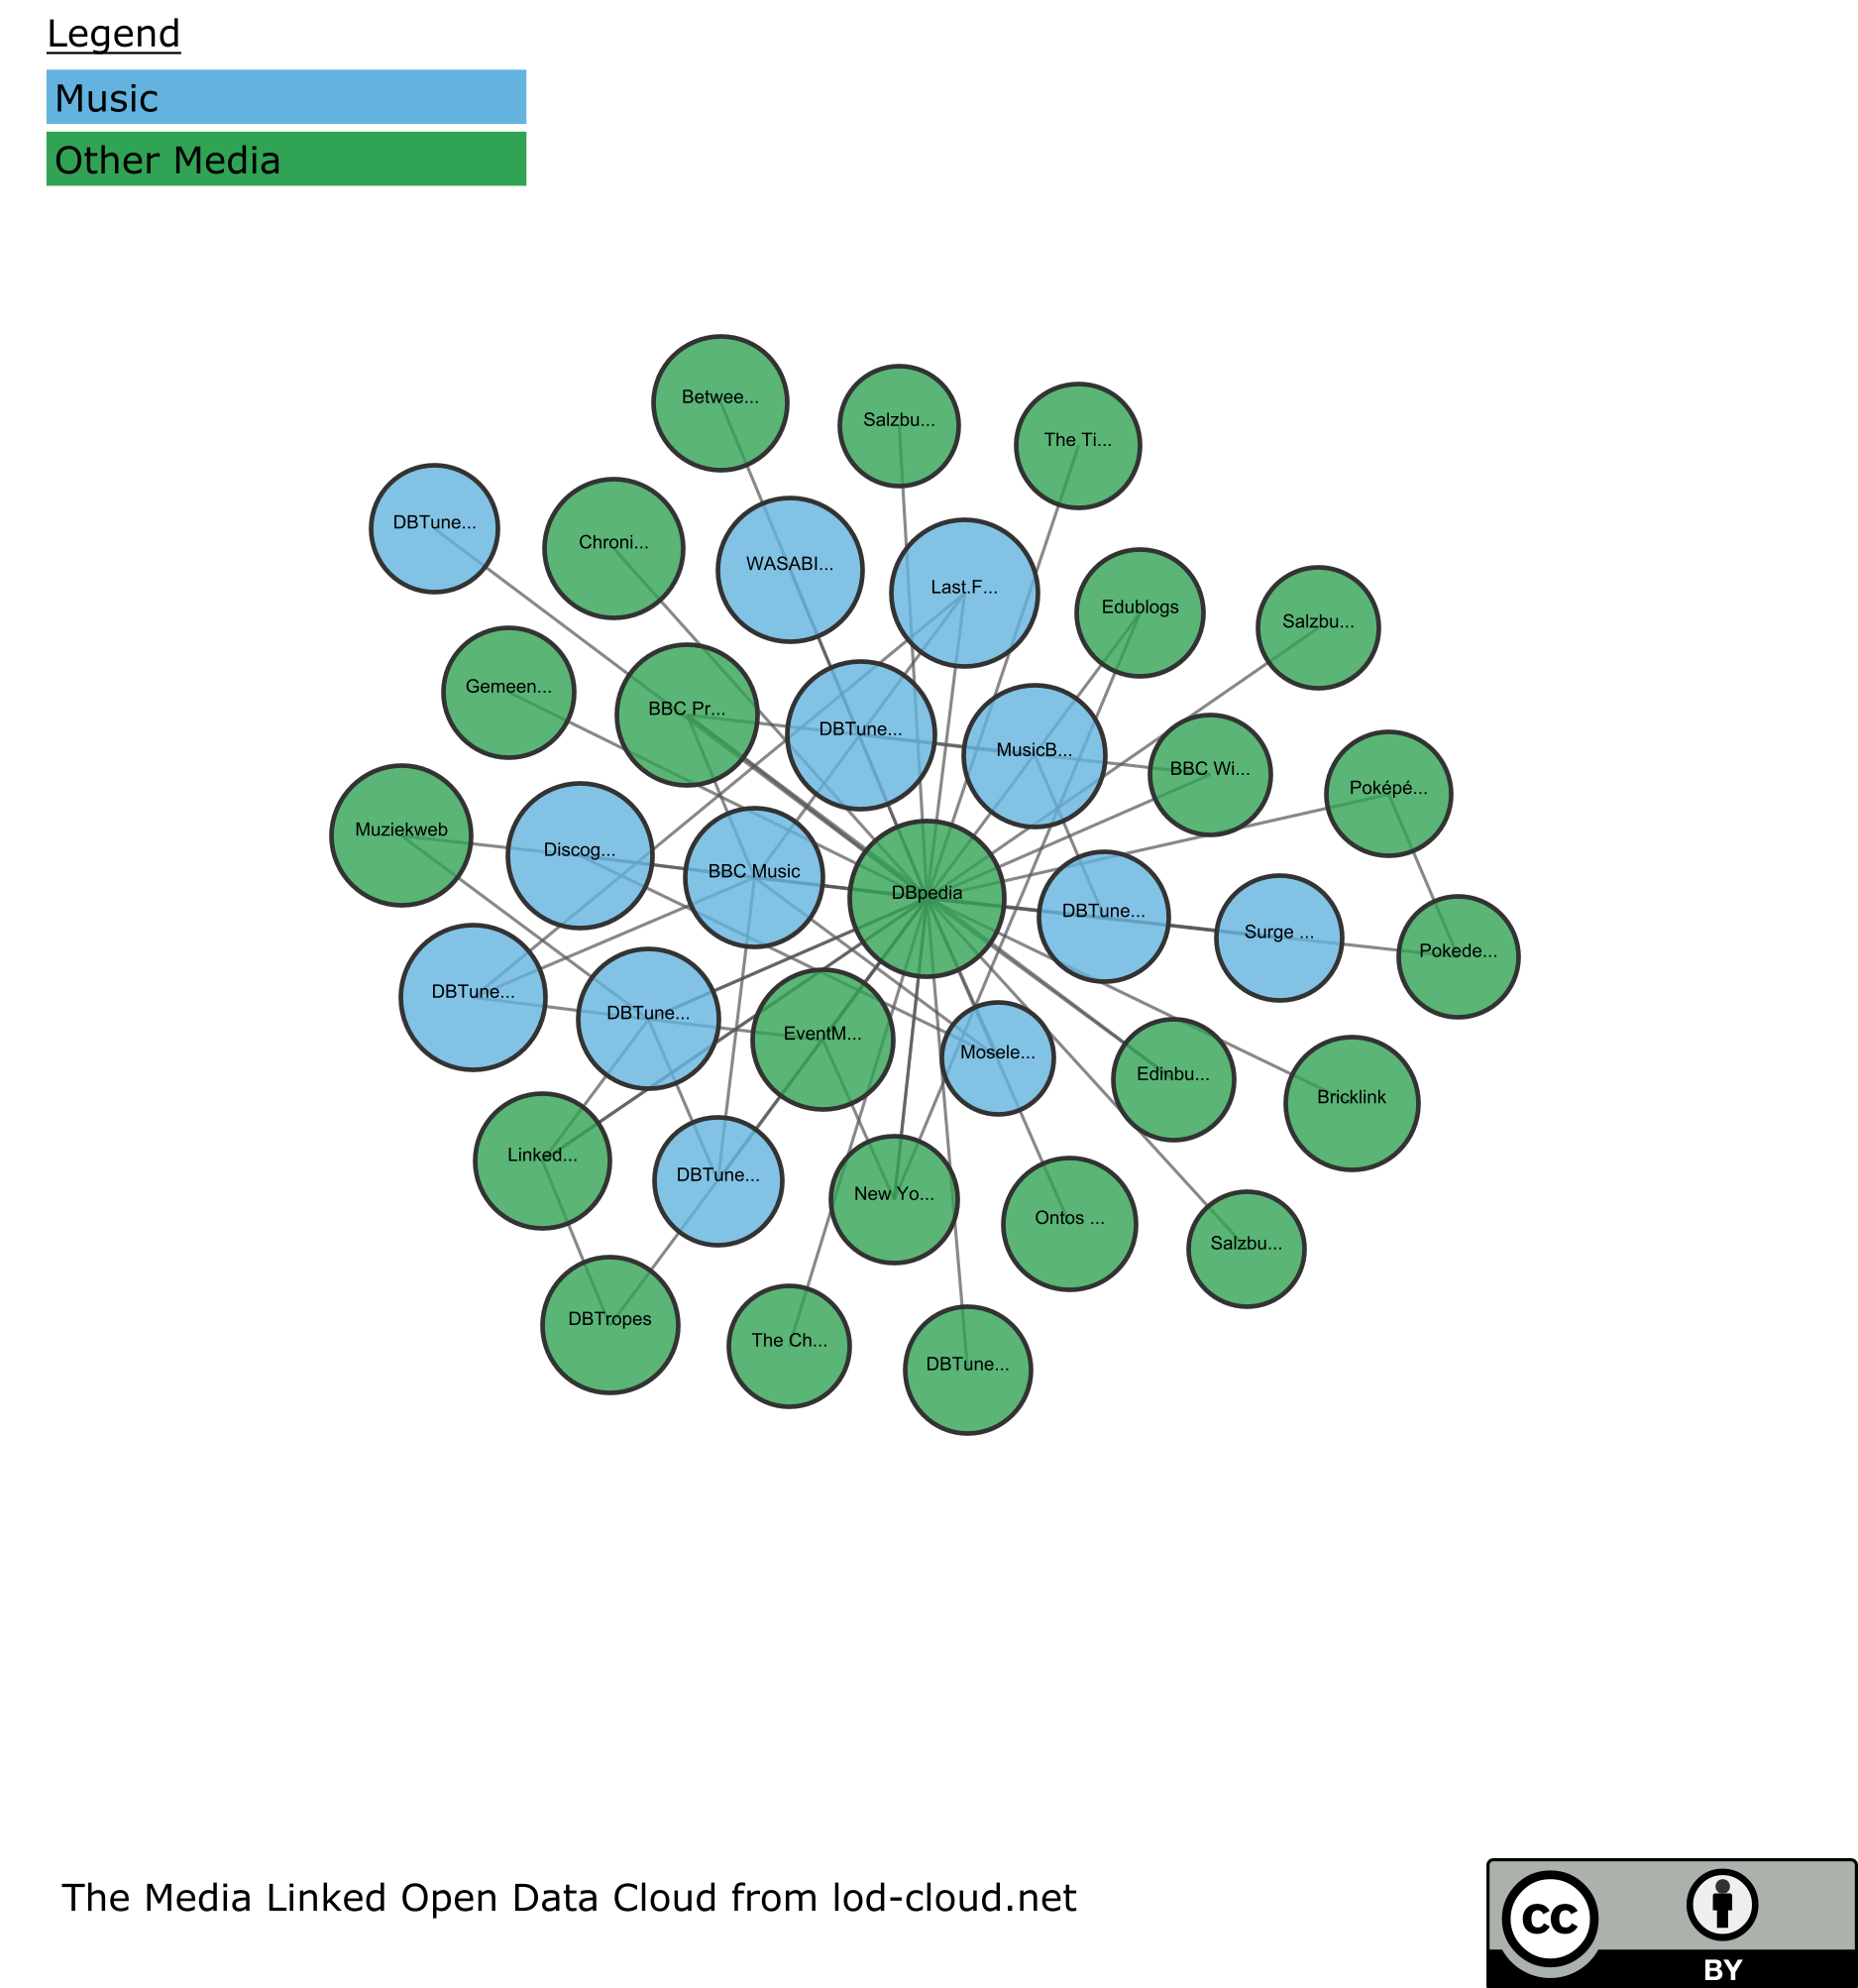 Legend
Music
Other Media
Betwee...
Salzbu...
The Ti...
DBTune...
Chroni...
WASABI...
Last.F...
Edublogs
Salzbu...
Gemeen...
BBC Pr...
DBTune...
MusicB...
BBC Wi...
Poképé...
Muziekweb
Discog...
BBC Music
DBpedia
DBTune...
Surge ...
Pokede...
DBTune...
DBTune...
EventM...
Mosele...
Edinbu...
Bricklink
Linked...
DBTune...
New Yo...
Ontos ...
Salzbu...
DBTropes
The Ch...
DBTune...
The Media Linked Open Data Cloud from lod-cloud.net
cc
BY